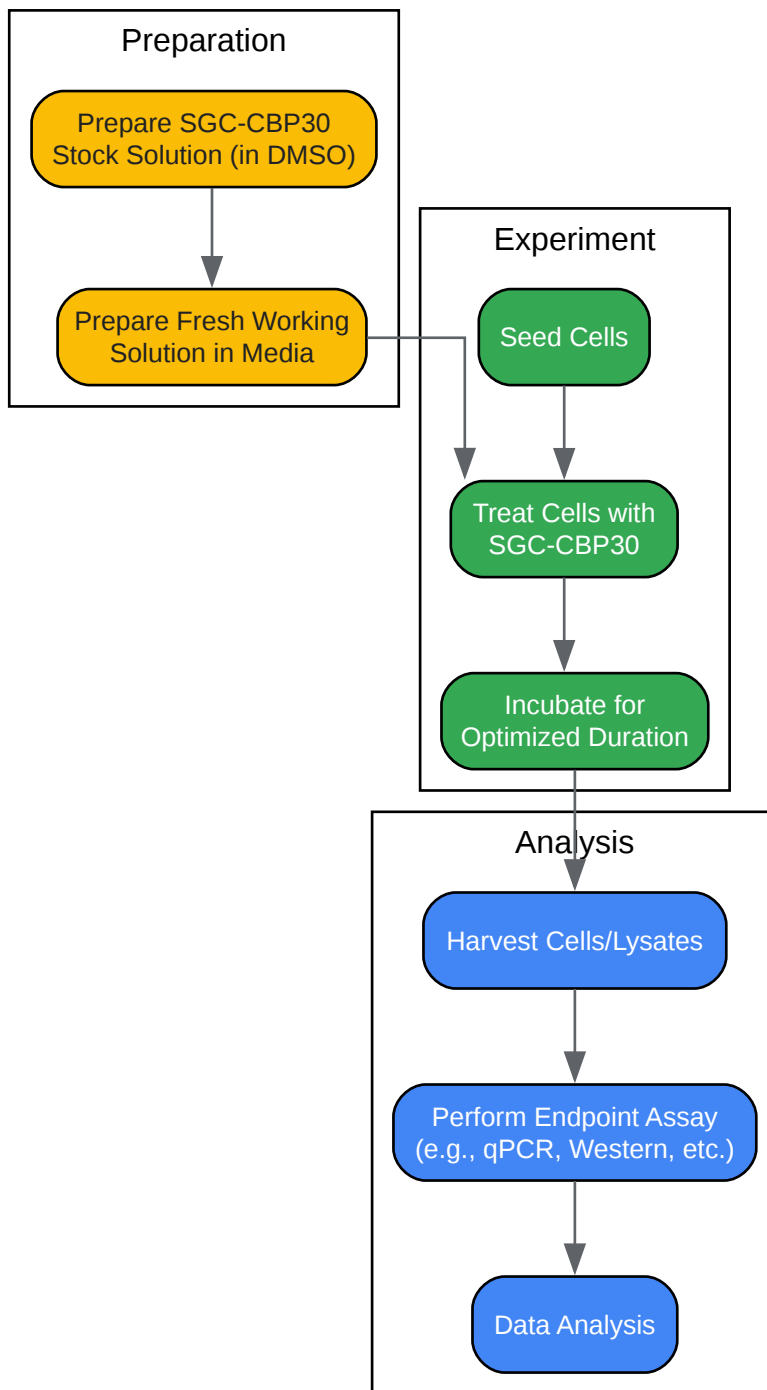 Preparation
Prepare SGC-CBP30
Stock Solution (in DMSO)
Prepare Fresh Working
Solution in Media
Experiment
Seed Cells
Treat Cells with
SGC-CBP30
Incubate for
Optimized Duration
Analysis
Harvest Cells/Lysates
Perform Endpoint Assay
(e.g., qPCR, Western, etc.)
Data Analysis